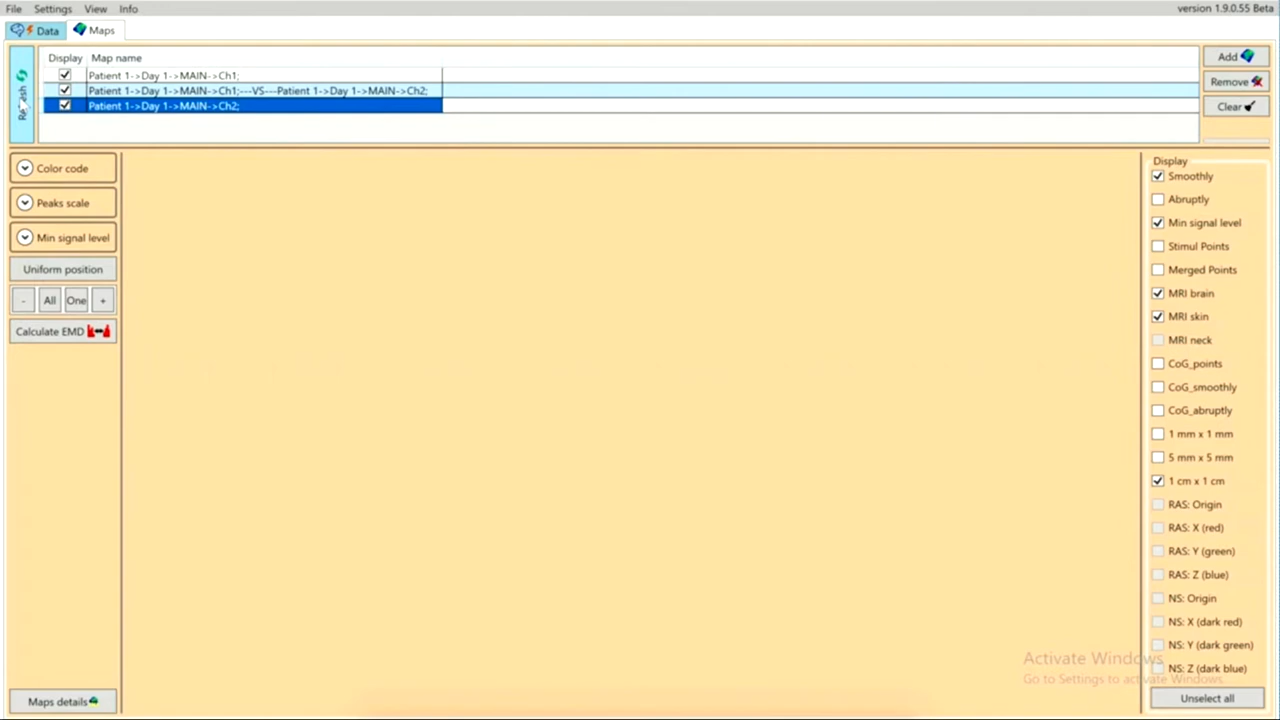 File Settings View Info version 1.9.0.55 Beta
Data Maps
Refresh
Display Map name
Patient 1->Day 1->MAIN->Ch1;
Patient 1->Day 1->MAIN->Ch1;---VS---Patient 1->Day 1->MAIN->Ch2;
Patient 1->Day 1->MAIN->Ch2;
Add
Remove
Clear
Color code
Peaks scale
Min signal level
Uniform position
- All One +
Calculate EMD
Maps details
Display
Smoothly
Abruptly
Min signal level
Stimul Points
Merged Points
MRI brain
MRI skin
MRI neck
CoG_points
CoG_smoothly
CoG_abruptly
1 mm x 1 mm
5 mm x 5 mm
1 cm x 1 cm
RAS: Origin
RAS: X (red)
RAS: Y (green)
RAS: Z (blue)
NS: Origin
NS: X (dark red)
NS: Y (dark green)
NS: Z (dark blue)
Unselect all
Activate Windows
Go to Settings to activate Windows.